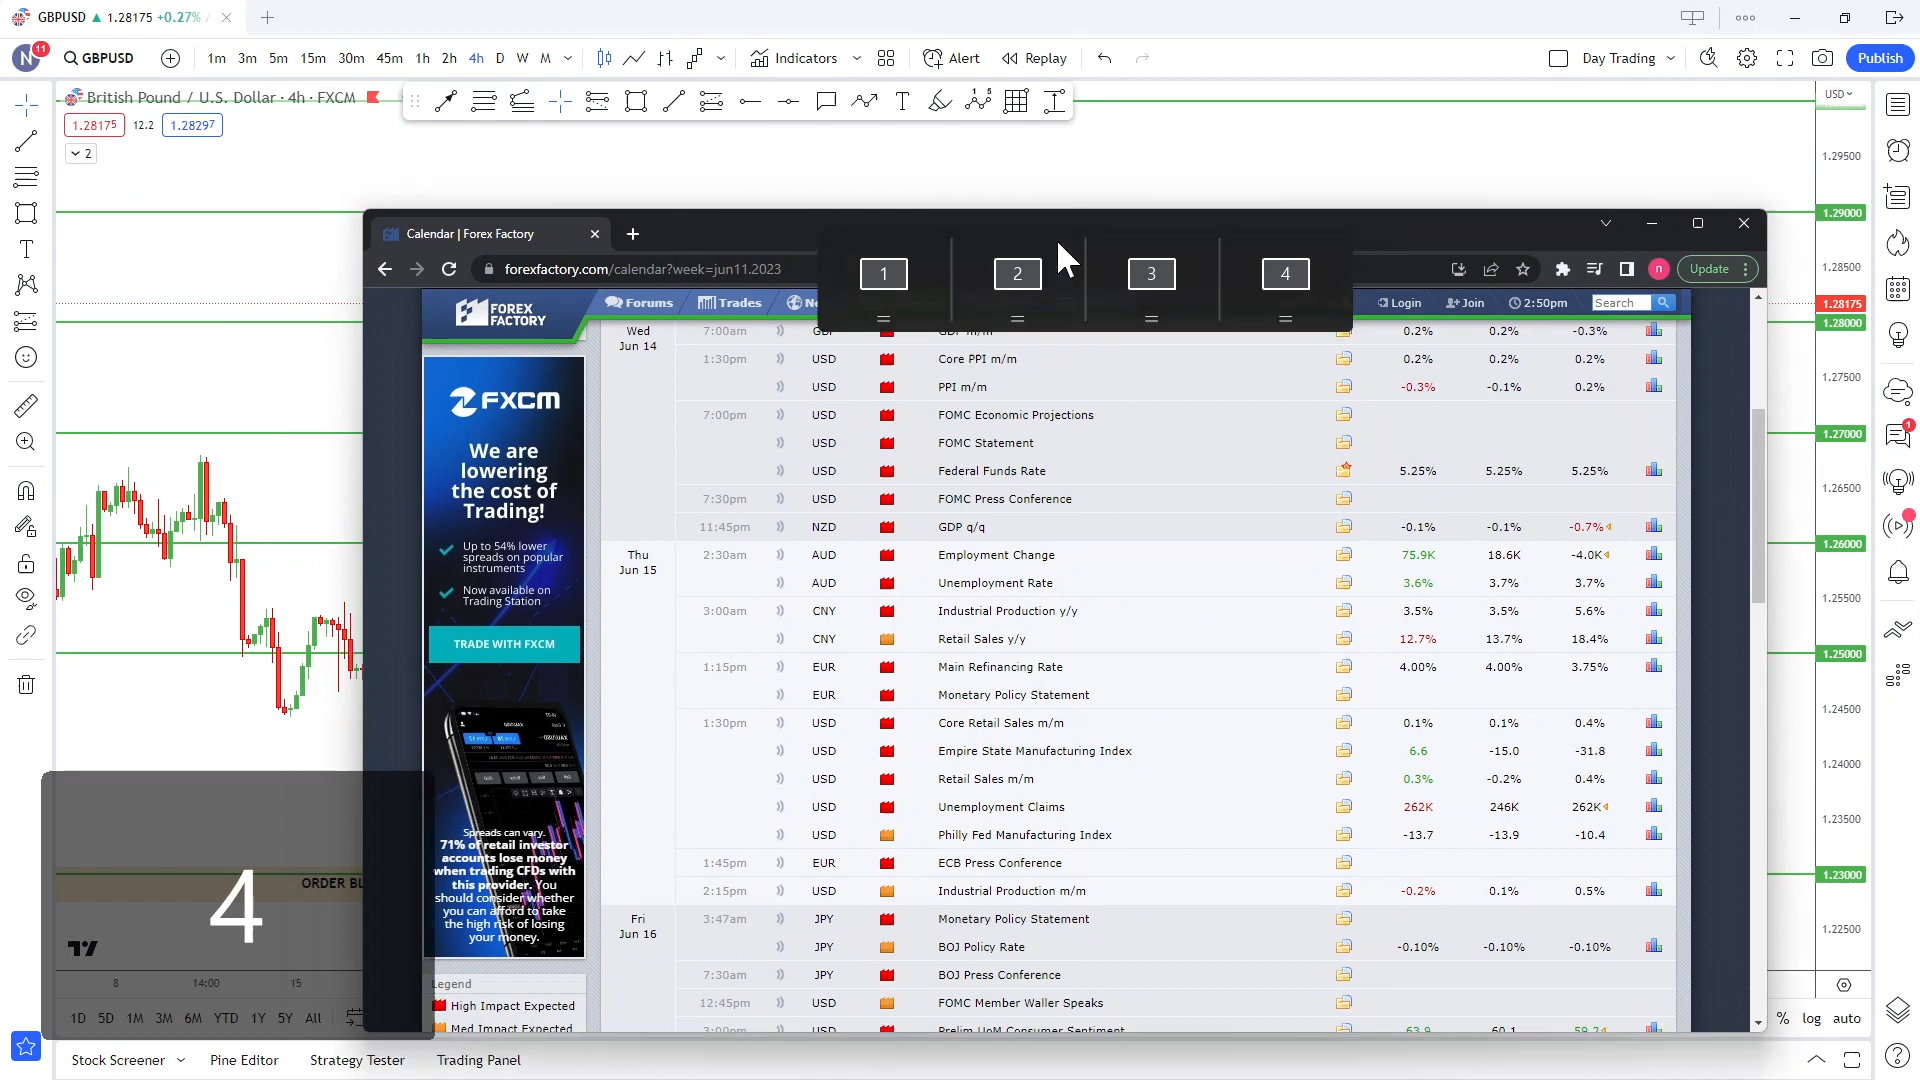 GBPUSD ▲ 1.28175 +0.27% /
N 11 GBPUSD 1m 3m 5m 15m 30m 45m 1h 2h 4h D W M Indicators Alert Replay Day Trading Publish
British Pound / U.S. Dollar · 4h · FXCM
USD
1.28175 12.2 1.28297
2
1.29500
1.29000
1.28500
1.28175
1.28000
1.27500
1.27000
1.26500
1.26000
1.25500
1.25000
1.24500
1.24000
1.23500
1.23000
1.22500
Calendar | Forex Factory
forexfactory.com/calendar?week=jun11.2023
n Update
1 2 3 4
FOREX FACTORY Forums Trades Login Join 2:50pm Search
Wed Jun 14 7:00am GDP m/m 0.2% 0.2% -0.3%
1:30pm USD Core PPI m/m 0.2% 0.2% 0.2%
USD PPI m/m -0.3% -0.1% 0.2%
7:00pm USD FOMC Economic Projections
USD FOMC Statement
USD Federal Funds Rate 5.25% 5.25% 5.25%
7:30pm USD FOMC Press Conference
11:45pm NZD GDP q/q -0.1% -0.1% -0.7%
Thu Jun 15 2:30am AUD Employment Change 75.9K 18.6K -4.0K
AUD Unemployment Rate 3.6% 3.7% 3.7%
3:00am CNY Industrial Production y/y 3.5% 3.5% 5.6%
CNY Retail Sales y/y 12.7% 13.7% 18.4%
1:15pm EUR Main Refinancing Rate 4.00% 4.00% 3.75%
EUR Monetary Policy Statement
1:30pm USD Core Retail Sales m/m 0.1% 0.1% 0.4%
USD Empire State Manufacturing Index 6.6 -15.0 -31.8
USD Retail Sales m/m 0.3% -0.2% 0.4%
USD Unemployment Claims 262K 246K 262K
USD Philly Fed Manufacturing Index -13.7 -13.9 -10.4
1:45pm EUR ECB Press Conference
2:15pm USD Industrial Production m/m -0.2% 0.1% 0.5%
Fri Jun 16 3:47am JPY Monetary Policy Statement
JPY BOJ Policy Rate -0.10% -0.10% -0.10%
7:30am JPY BOJ Press Conference
12:45pm USD FOMC Member Waller Speaks
3:00pm USD Prelim UoM Consumer Sentiment 63.9 60.1 59.2
FXCM
We are
lowering
the cost of
Trading!
Up to 54% lower
spreads on popular
instruments
Now available on
Trading Station
TRADE WITH FXCM
Spreads can vary.
71% of retail investor
accounts lose money
when trading CFDs with
this provider. You
should consider whether
you can afford to take
the high risk of losing
your money.
Legend
High Impact Expected
Med Impact Expected
ORDER BL
4
8 14:00 15
1D 5D 1M 3M 6M YTD 1Y 5Y All
% log auto
Stock Screener Pine Editor Strategy Tester Trading Panel